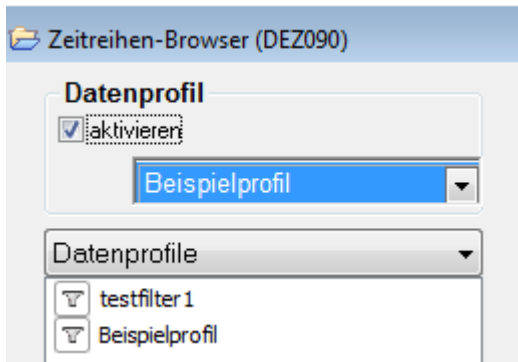 Zeitreihen-Browser (DEZ090)
Datenprofil
aktivieren
Beispielprofil
Datenprofile
testfilter1
Beispielprofil